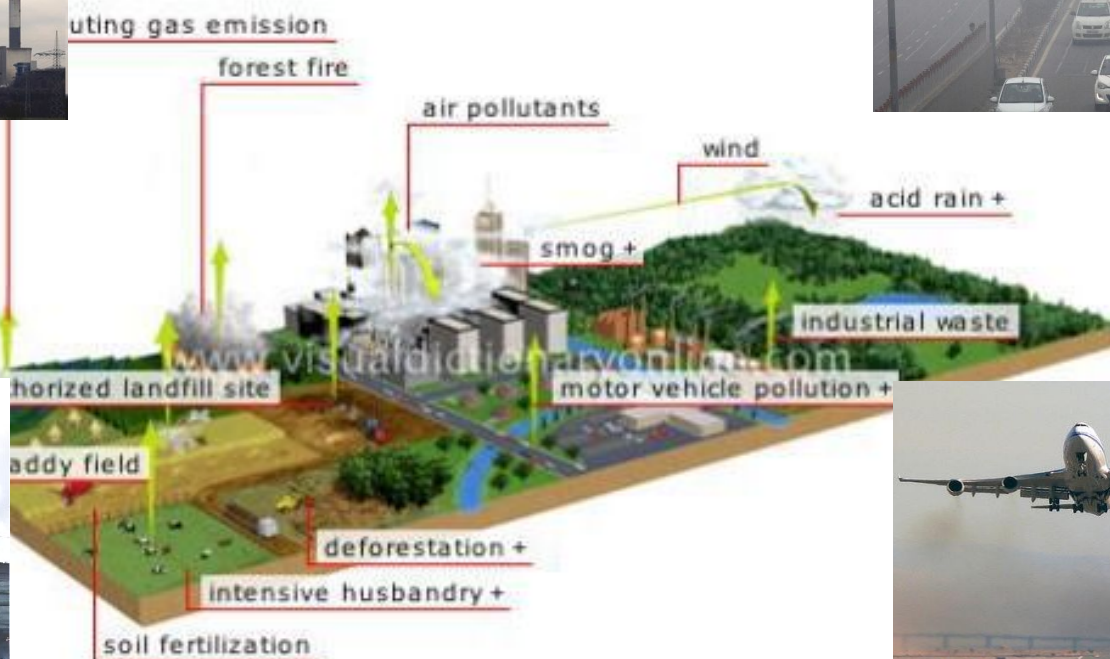 uting gas emission
forest fire
air pollutants
wind
acid rain +
smog +
industrial waste
www.visualdictionaryonline.com
horized landfill site
motor vehicle pollution +
addy field
deforestation +
intensive husbandry +
soil fertilization